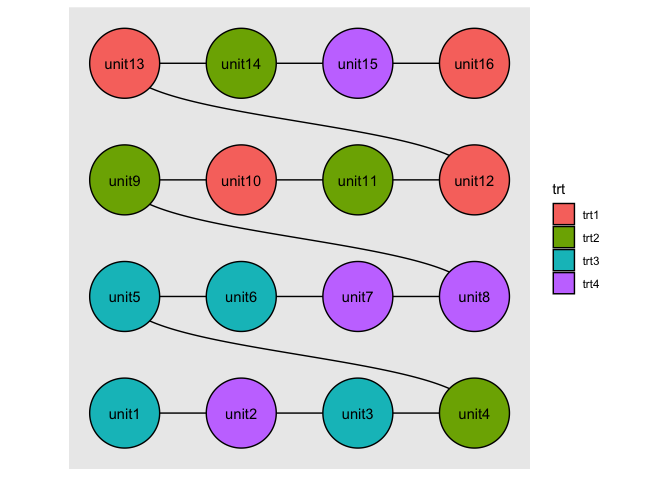 unit13 unit14 unit15 unit16
unit9 unit10 unit11 unit12
unit5 unit6 unit7 unit8
unit1 unit2 unit3 unit4
trt
trt1
trt2
trt3
trt4